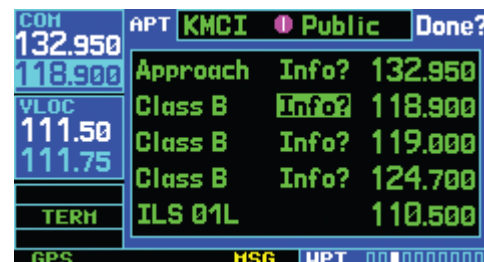 COM
132.950
118.900
VLOC
111.50
111.75
TERM
GPS
APT KMCI Public Done?
Approach Info? 132.950
Class B Info? 118.900
Class B Info? 119.000
Class B Info? 124.700
ILS 01L 110.500
MSG WPT